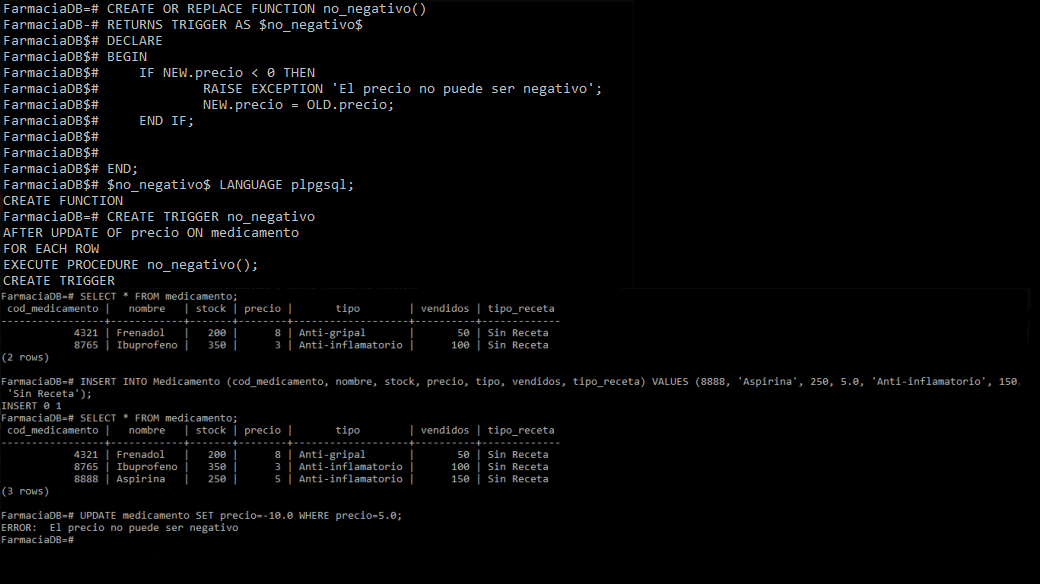 FarmaciaDB=# CREATE OR REPLACE FUNCTION no_negativo()
FarmaciaDB-# RETURNS TRIGGER AS $no_negativo$
FarmaciaDB$# DECLARE
FarmaciaDB$# BEGIN
FarmaciaDB$#     IF NEW.precio < 0 THEN
FarmaciaDB$#             RAISE EXCEPTION 'El precio no puede ser negativo';
FarmaciaDB$#             NEW.precio = OLD.precio;
FarmaciaDB$#     END IF;
FarmaciaDB$#
FarmaciaDB$#
FarmaciaDB$# END;
FarmaciaDB$# $no_negativo$ LANGUAGE plpgsql;
CREATE FUNCTION
FarmaciaDB=# CREATE TRIGGER no_negativo
AFTER UPDATE OF precio ON medicamento
FOR EACH ROW
EXECUTE PROCEDURE no_negativo();
CREATE TRIGGER
FarmaciaDB=# SELECT * FROM medicamento;
 cod_medicamento |   nombre   | stock | precio |       tipo        | vendidos | tipo_receta
-----------------+------------+-------+--------+-------------------+----------+-------------
            4321 | Frenadol   |   200 |      8 | Anti-gripal       |       50 | Sin Receta
            8765 | Ibuprofeno |   350 |      3 | Anti-inflamatorio |      100 | Sin Receta
(2 rows)
FarmaciaDB=# INSERT INTO Medicamento (cod_medicamento, nombre, stock, precio, tipo, vendidos, tipo_receta) VALUES (8888, 'Aspirina', 250, 5.0, 'Anti-inflamatorio', 150,
 'Sin Receta');
INSERT 0 1
FarmaciaDB=# SELECT * FROM medicamento;
 cod_medicamento |   nombre   | stock | precio |       tipo        | vendidos | tipo_receta
-----------------+------------+-------+--------+-------------------+----------+-------------
            4321 | Frenadol   |   200 |      8 | Anti-gripal       |       50 | Sin Receta
            8765 | Ibuprofeno |   350 |      3 | Anti-inflamatorio |      100 | Sin Receta
            8888 | Aspirina   |   250 |      5 | Anti-inflamatorio |      150 | Sin Receta
(3 rows)
FarmaciaDB=# UPDATE medicamento SET precio=-10.0 WHERE precio=5.0;
ERROR:  El precio no puede ser negativo
FarmaciaDB=#